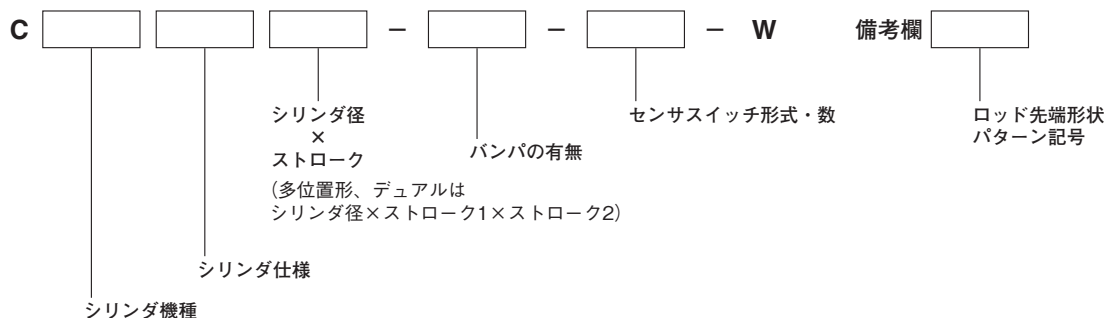 C － － － W 備考欄
シリンダ径
×
ストローク
(多位置形、デュアルは
シリンダ径×ストローク1×ストローク2)
バンパの有無
センサスイッチ形式・数
ロッド先端形状
パターン記号
シリンダ仕様
シリンダ機種